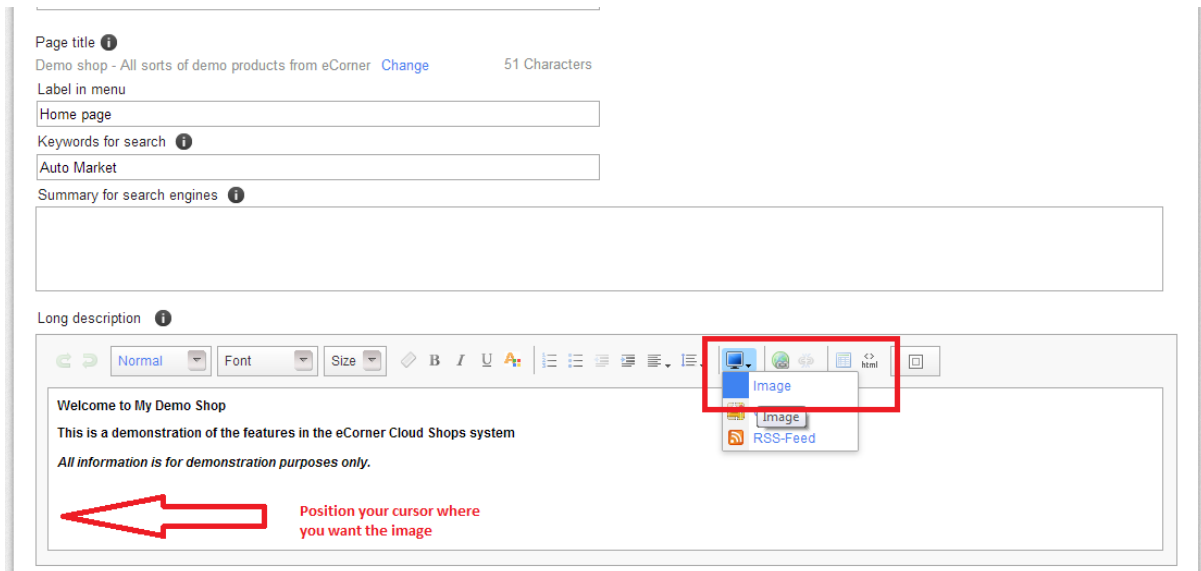 Page title
Demo shop - All sorts of demo products from eCorner Change 51 Characters
Label in menu
Home page
Keywords for search
Auto Market
Summary for search engines
Long description
Normal Font Size B I U A html
Image
Image
RSS-Feed
Welcome to My Demo Shop
This is a demonstration of the features in the eCorner Cloud Shops system
All information is for demonstration purposes only.
Position your cursor where
you want the image